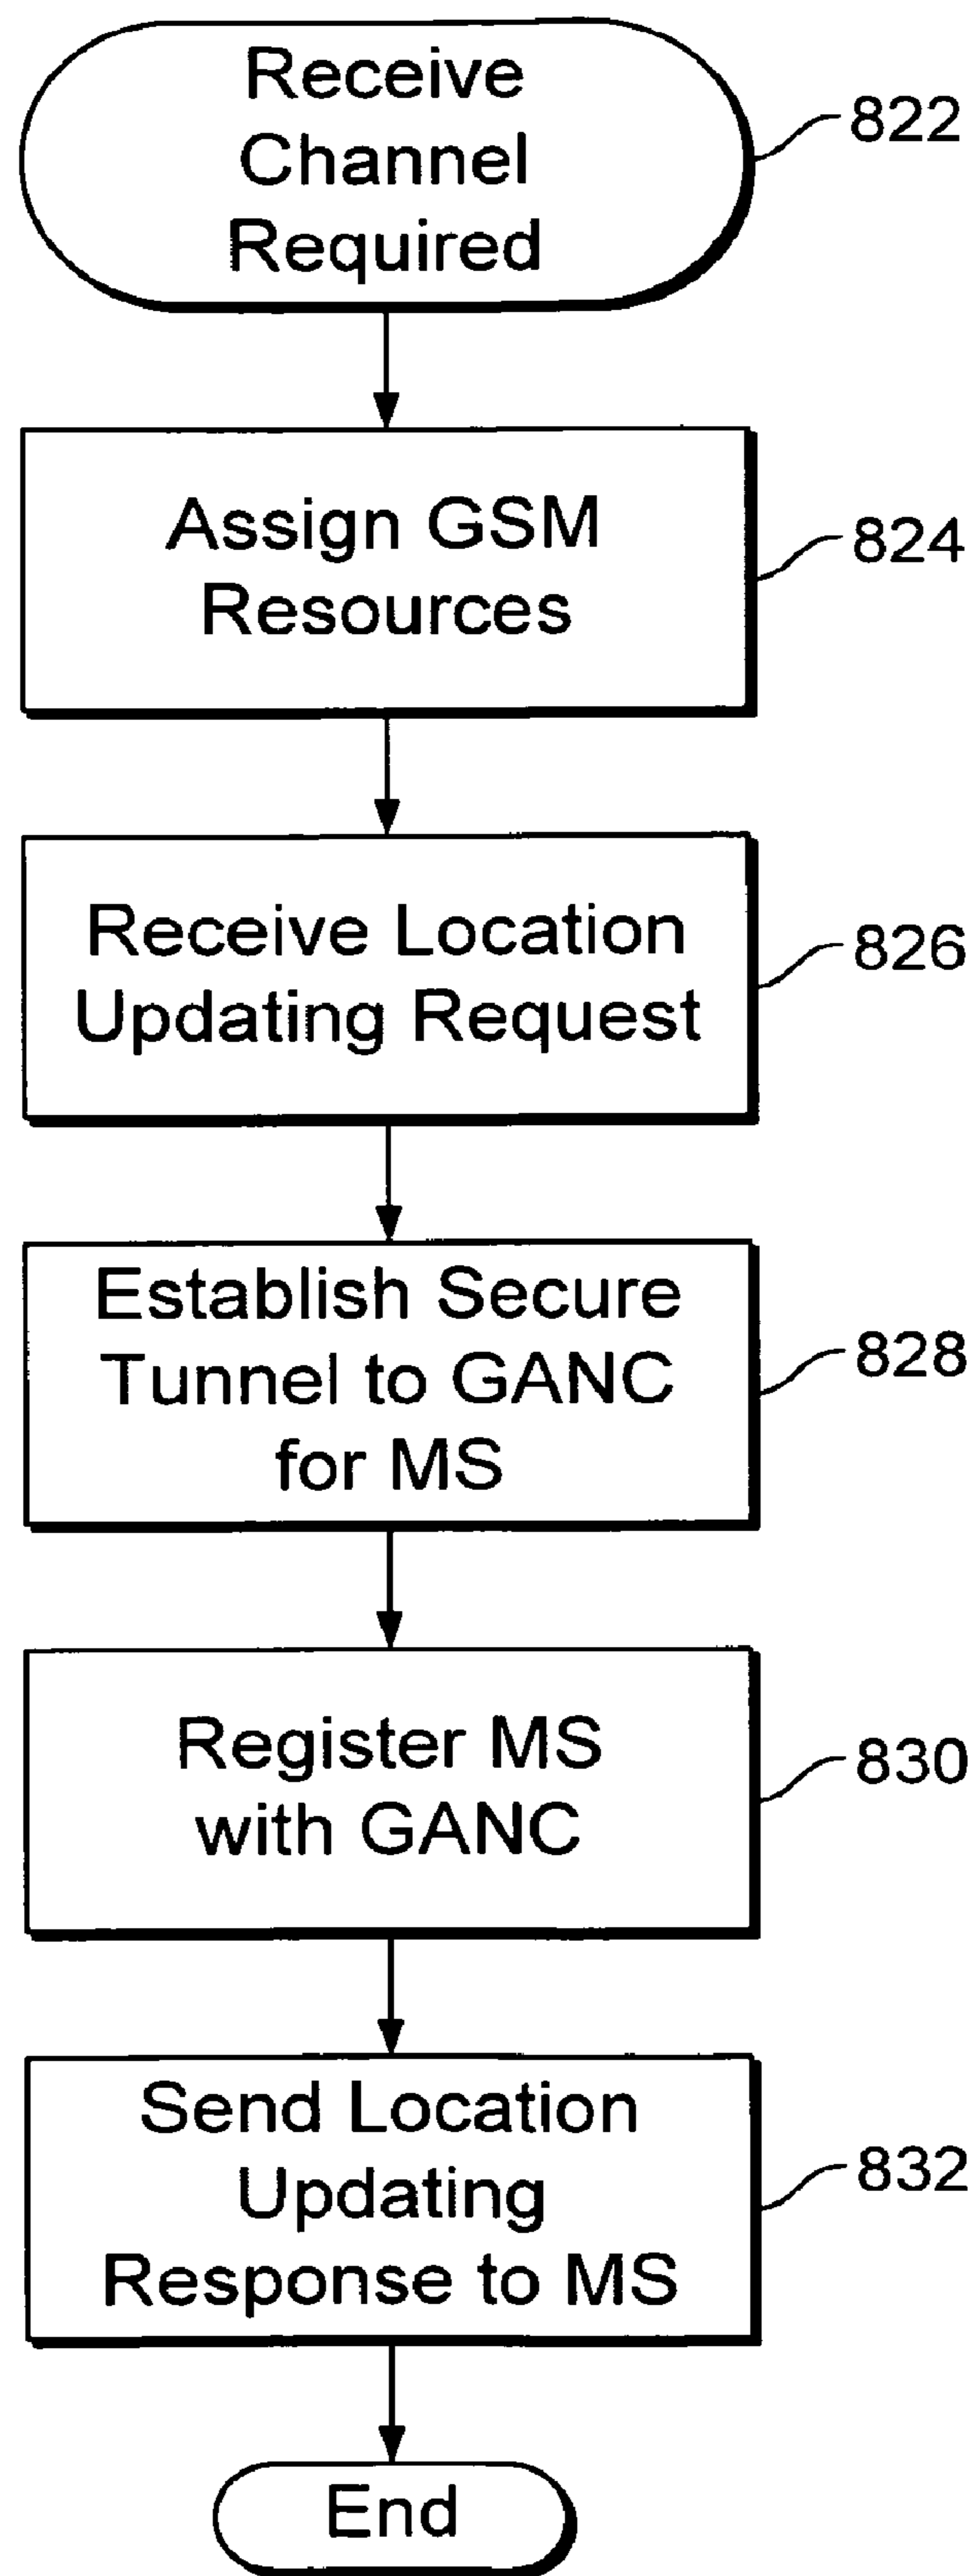 Receive
Channel
Required
822
Assign GSM
Resources
824
Receive Location
Updating Request
826
Establish Secure
Tunnel to GANC
for MS
828
Register MS
with GANC
830
Send Location
Updating
Response to MS
832
End